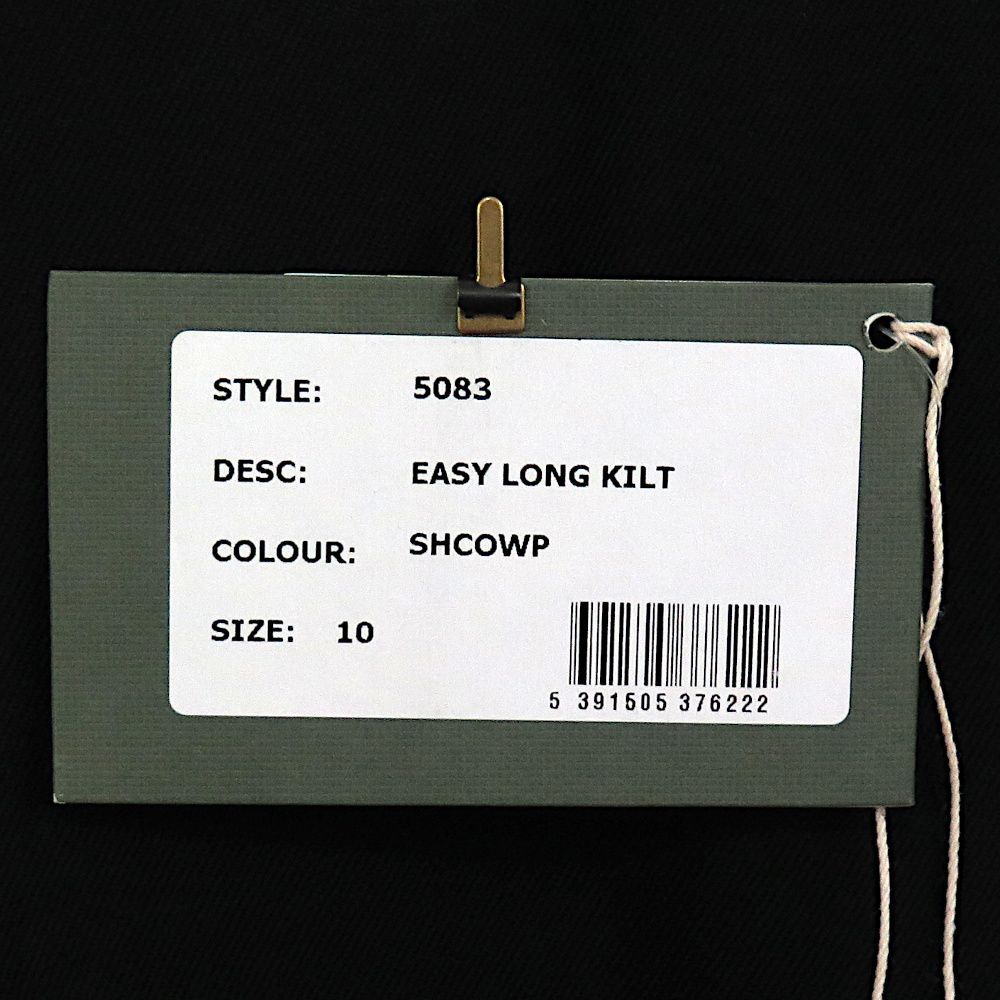 STYLE: 5083
DESC: EASY LONG KILT
COLOUR: SHCOWP
SIZE: 10
5 391505 376222